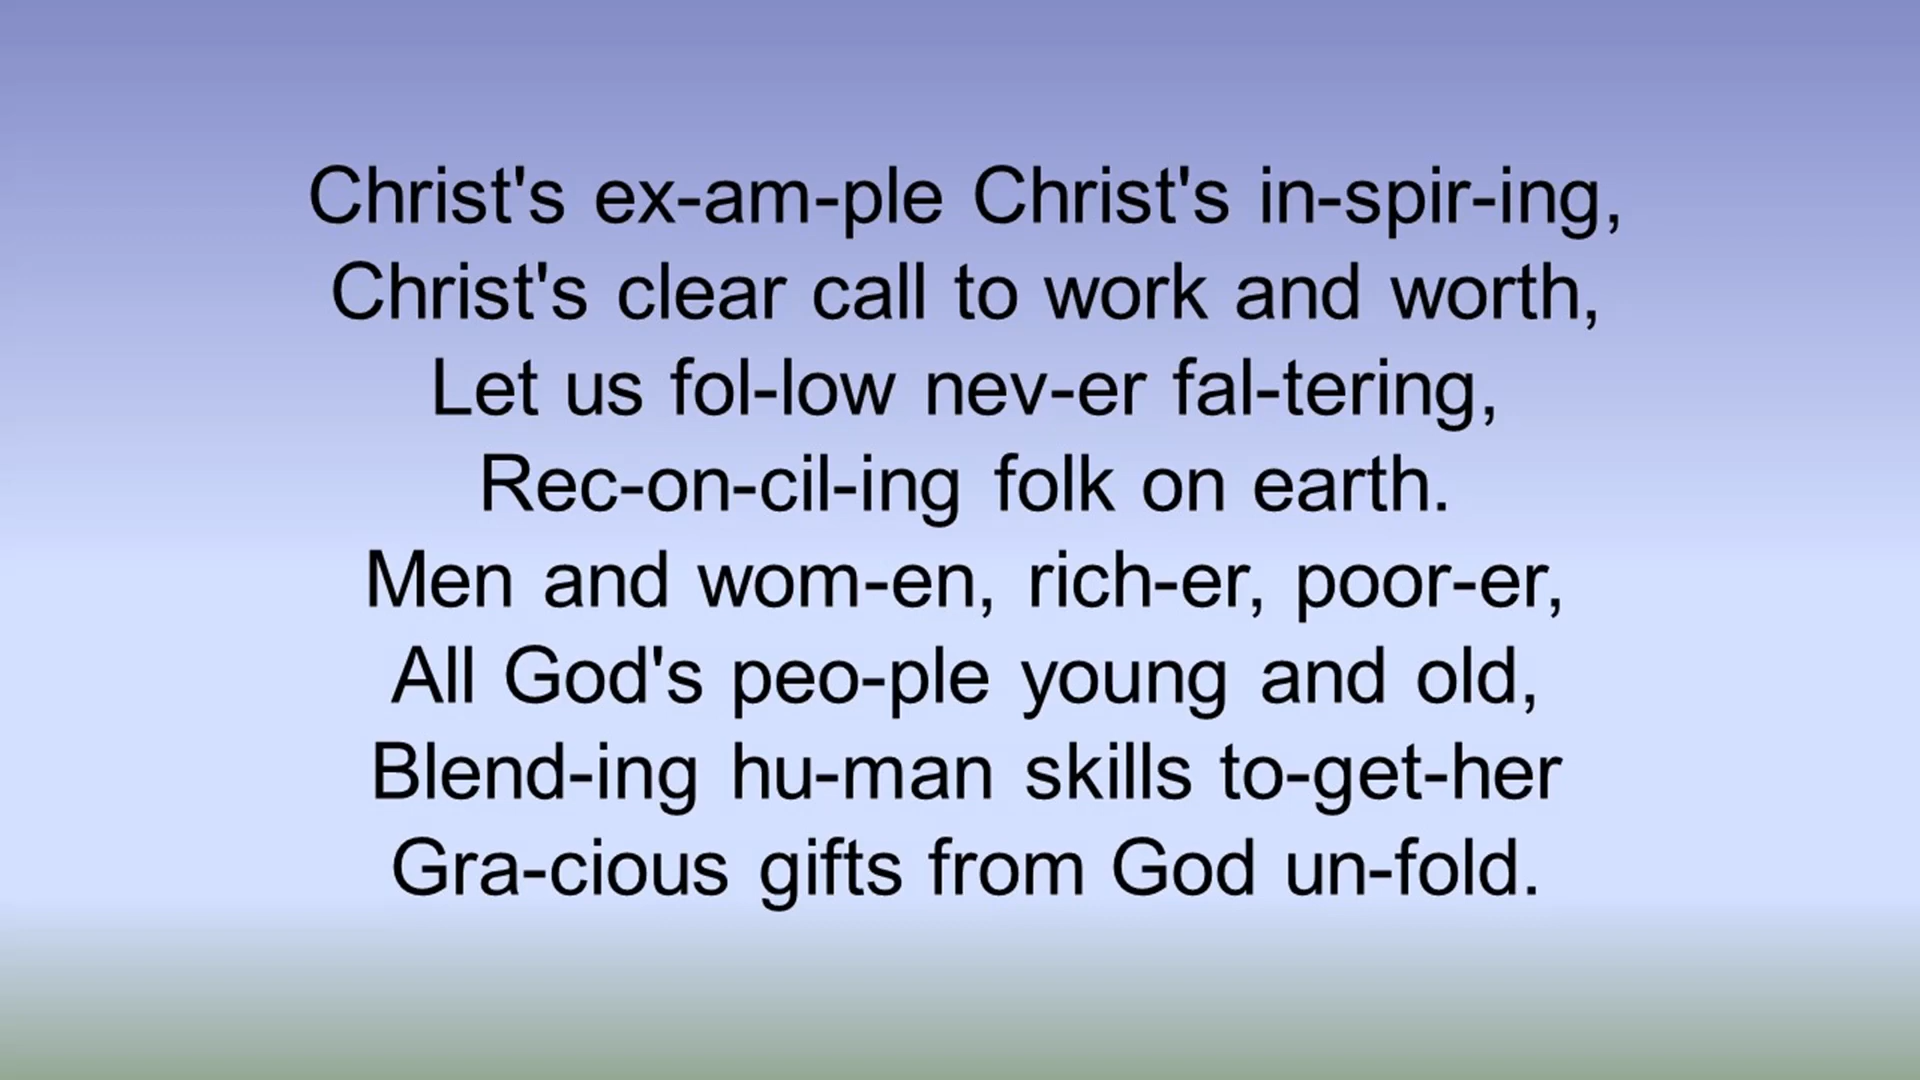 Christ's ex-am-ple Christ's in-spir-ing,
Christ's clear call to work and worth,
Let us fol-low nev-er fal-tering,
Rec-on-cil-ing folk on earth.
Men and wom-en, rich-er, poor-er,
All God's peo-ple young and old,
Blend-ing hu-man skills to-get-her
Gra-cious gifts from God un-fold.